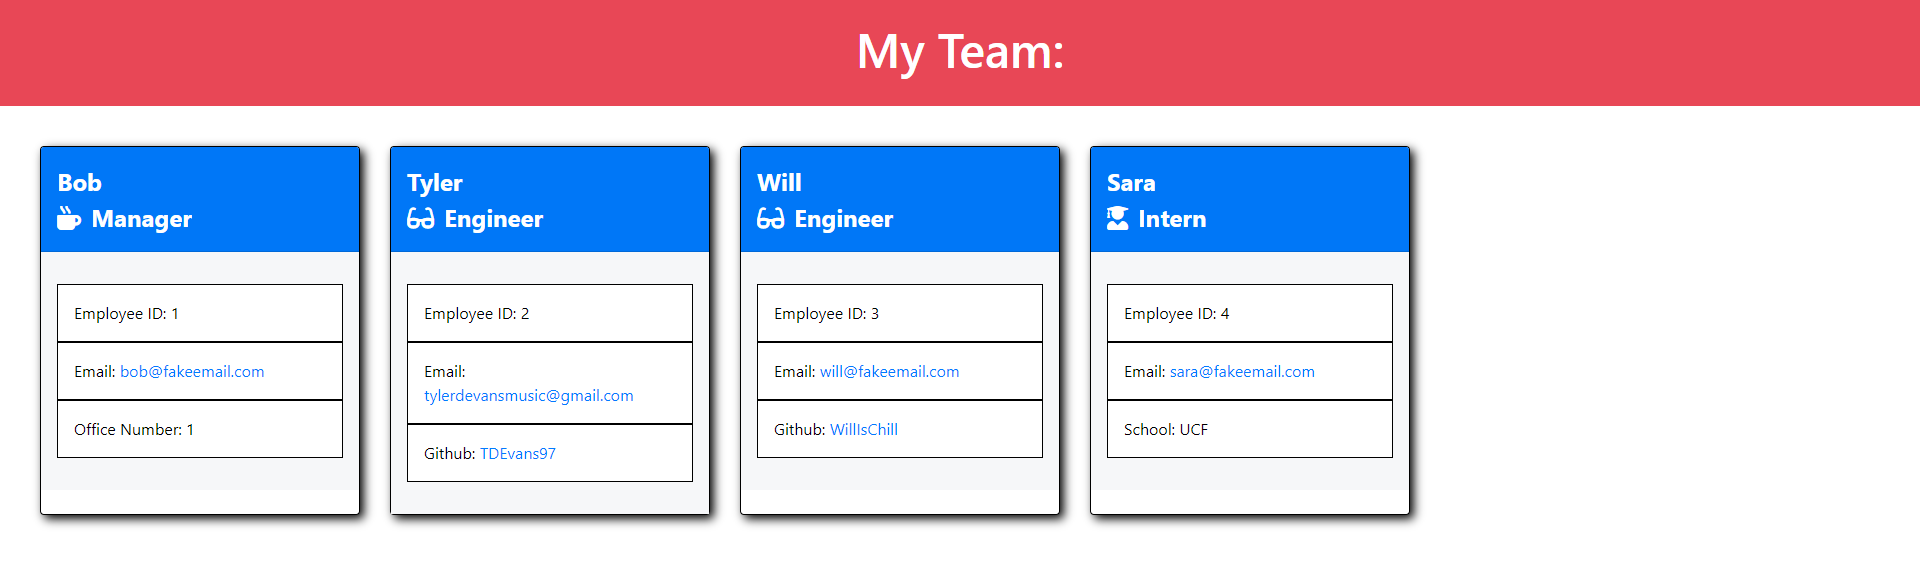 My Team:
Bob
Manager
Employee ID: 1
Email: bob@fakeemail.com
Office Number: 1
Tyler
Engineer
Employee ID: 2
Email:
tylerdevansmusic@gmail.com
Github: TDEvans97
Will
Engineer
Employee ID: 3
Email: will@fakeemail.com
Github: WillIsChill
Sara
Intern
Employee ID: 4
Email: sara@fakeemail.com
School: UCF